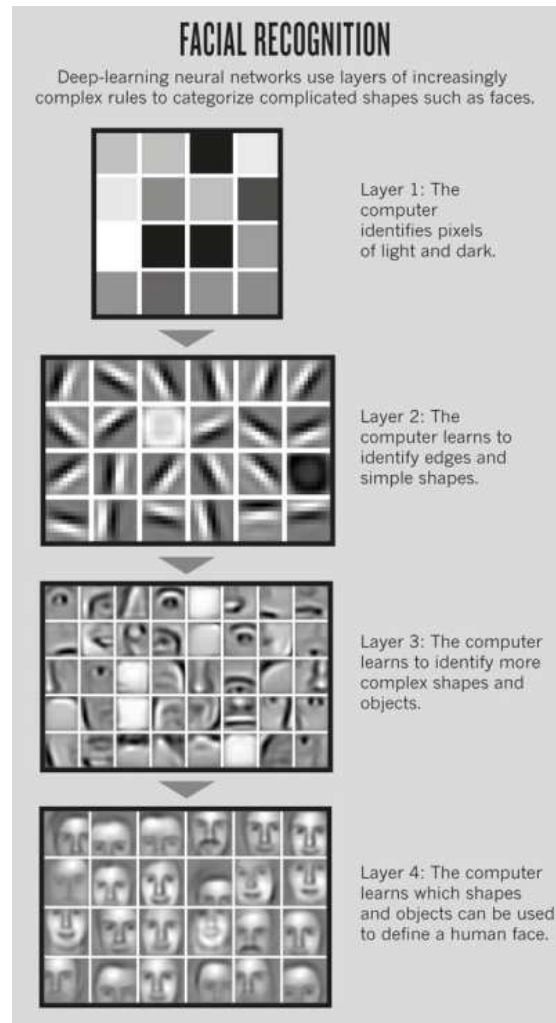 FACIAL RECOGNITION
Deep-learning neural networks use layers of increasingly
complex rules to categorize complicated shapes such as faces.
Layer 1: The
computer
identifies pixels
of light and dark.
Layer 2: The
computer learns to
identify edges and
simple shapes.
Layer 3: The computer
learns to identify more
complex shapes and
objects.
Layer 4: The computer
learns which shapes
and objects can be used
to define a human face.